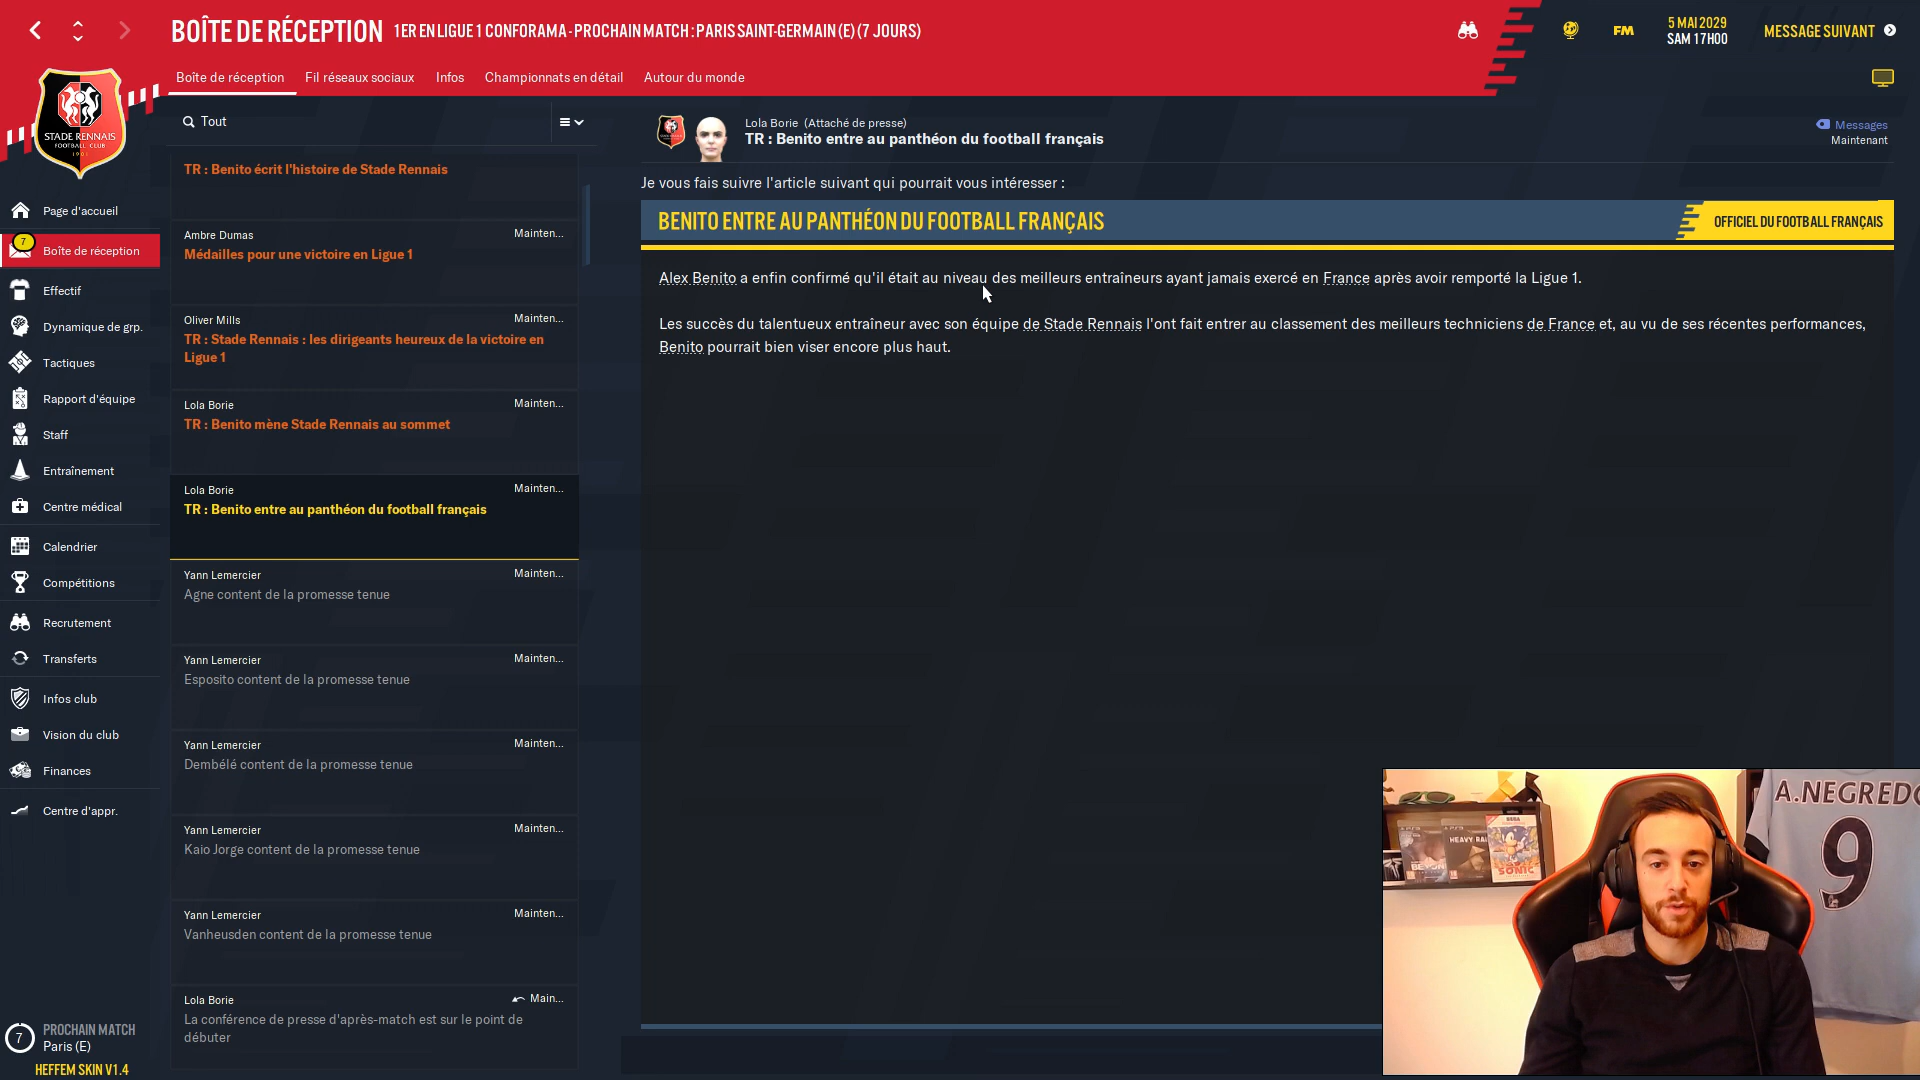 BOÎTE DE RÉCEPTION
1ER EN LIGUE 1 CONFORAMA - PROCHAIN MATCH : PARIS SAINT-GERMAIN (E) (7 JOURS)
FM
5 MAI 2029
SAM 17H00
MESSAGE SUIVANT
Boîte de réception
Fil réseaux sociaux
Infos
Championnats en détail
Autour du monde
STADE RENNAIS
FOOTBALL CLUB
1901
Page d'accueil
7
Boîte de réception
Effectif
Dynamique de grp.
Tactiques
Rapport d'équipe
Staff
Entraînement
Centre médical
Calendrier
Compétitions
Recrutement
Transferts
Infos club
Vision du club
Finances
Centre d'appr.
7
PROCHAIN MATCH
Paris (E)
HEFFEM SKIN V1.4
Tout
TR : Benito écrit l'histoire de Stade Rennais
Ambre Dumas
Mainten...
Médailles pour une victoire en Ligue 1
Oliver Mills
Mainten...
TR : Stade Rennais : les dirigeants heureux de la victoire en
Ligue 1
Lola Borie
Mainten...
TR : Benito mène Stade Rennais au sommet
Lola Borie
Mainten...
TR : Benito entre au panthéon du football français
Yann Lemercier
Mainten...
Agne content de la promesse tenue
Yann Lemercier
Mainten...
Esposito content de la promesse tenue
Yann Lemercier
Mainten...
Dembélé content de la promesse tenue
Yann Lemercier
Mainten...
Kaio Jorge content de la promesse tenue
Yann Lemercier
Mainten...
Vanheusden content de la promesse tenue
Lola Borie
Main...
La conférence de presse d'après-match est sur le point de
débuter
Lola Borie (Attaché de presse)
TR : Benito entre au panthéon du football français
Messages
Maintenant
Je vous fais suivre l'article suivant qui pourrait vous intéresser :
BENITO ENTRE AU PANTHÉON DU FOOTBALL FRANÇAIS
OFFICIEL DU FOOTBALL FRANÇAIS
Alex Benito a enfin confirmé qu'il était au niveau des meilleurs entraîneurs ayant jamais exercé en France après avoir remporté la Ligue 1.
Les succès du talentueux entraîneur avec son équipe de Stade Rennais l'ont fait entrer au classement des meilleurs techniciens de France et, au vu de ses récentes performances,
Benito pourrait bien viser encore plus haut.
A.NEGREDO
9
HEAVY RAIN
SEGA
SONIC